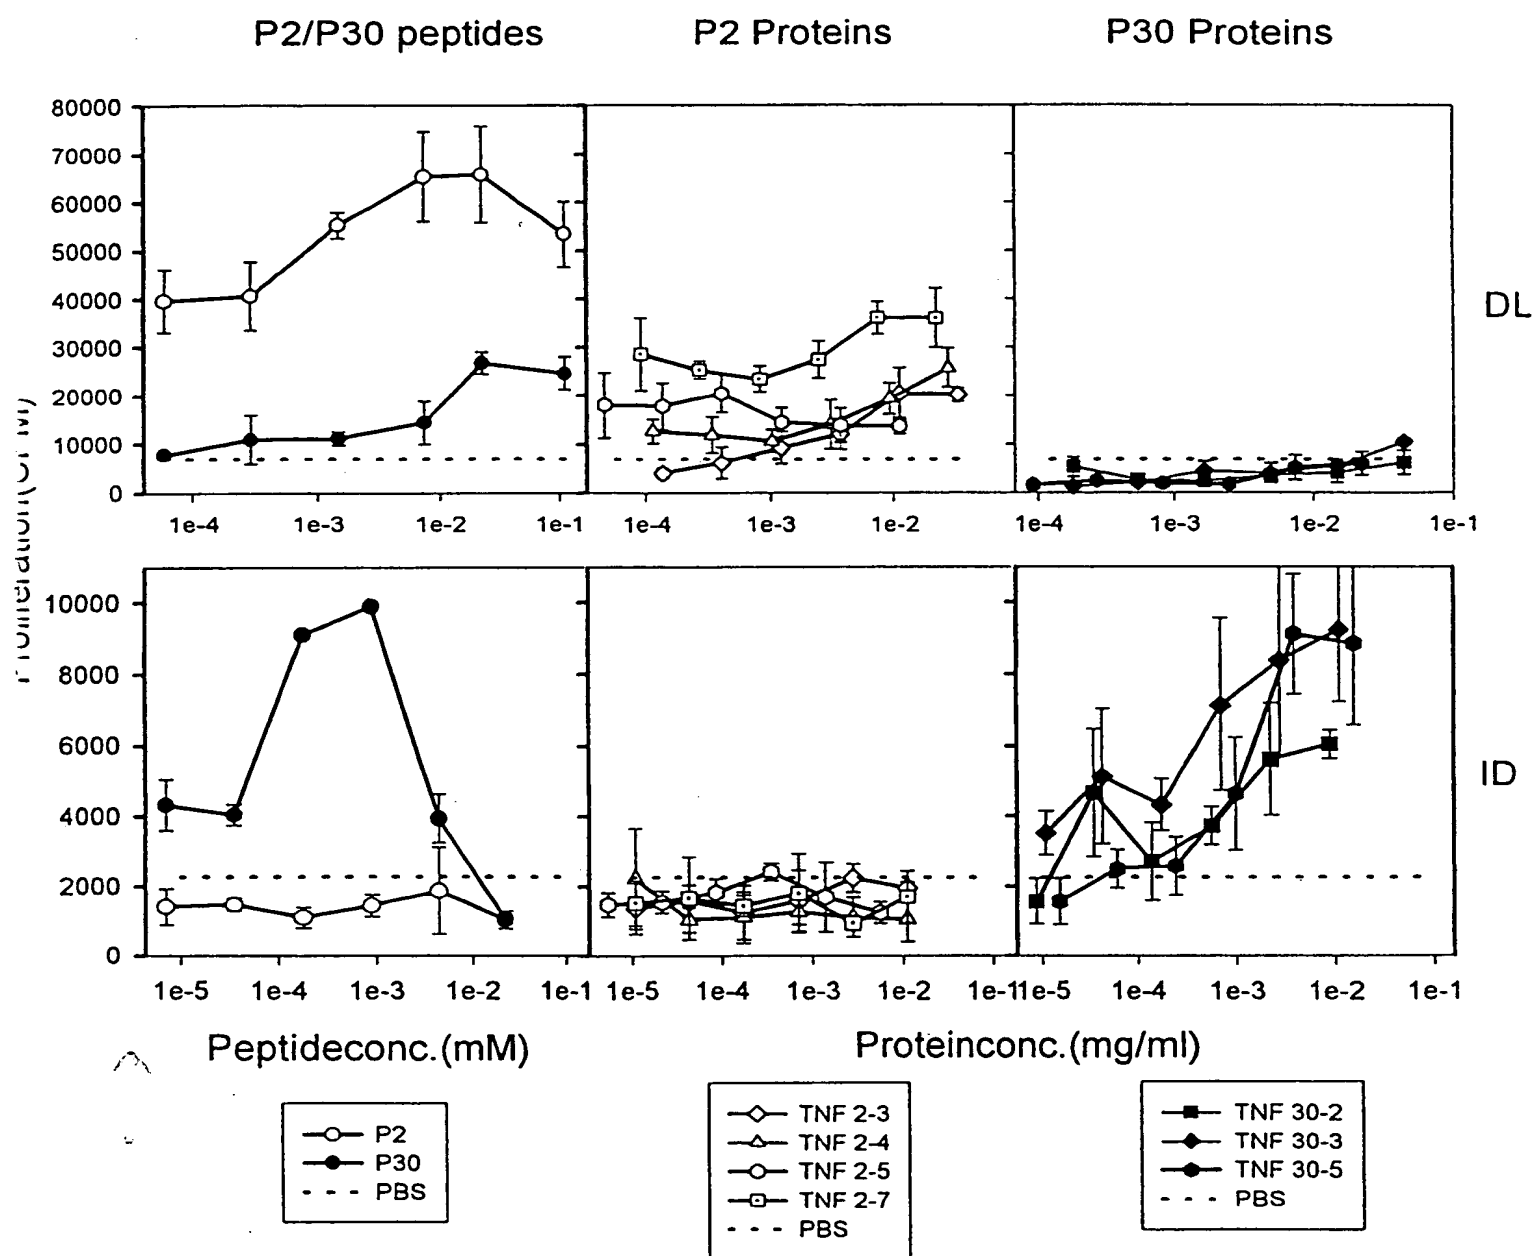 P2/P30 peptides P2 Proteins P30 Proteins
80000
70000
60000
50000
40000
30000
20000
10000
0
DL
1e-4 1e-3 1e-2 1e-1 1e-4 1e-3 1e-2 1e-4 1e-3 1e-2 1e-1
10000
8000
6000
4000
2000
0
ID
1e-5 1e-4 1e-3 1e-2 1e-1 1e-5 1e-4 1e-3 1e-2 1e-1 1e-5 1e-4 1e-3 1e-2 1e-1
Peptideconc.(mM) Proteinconc.(mg/ml)
P2
P30
PBS
TNF 2-3
TNF 2-4
TNF 2-5
TNF 2-7
PBS
TNF 30-2
TNF 30-3
TNF 30-5
PBS